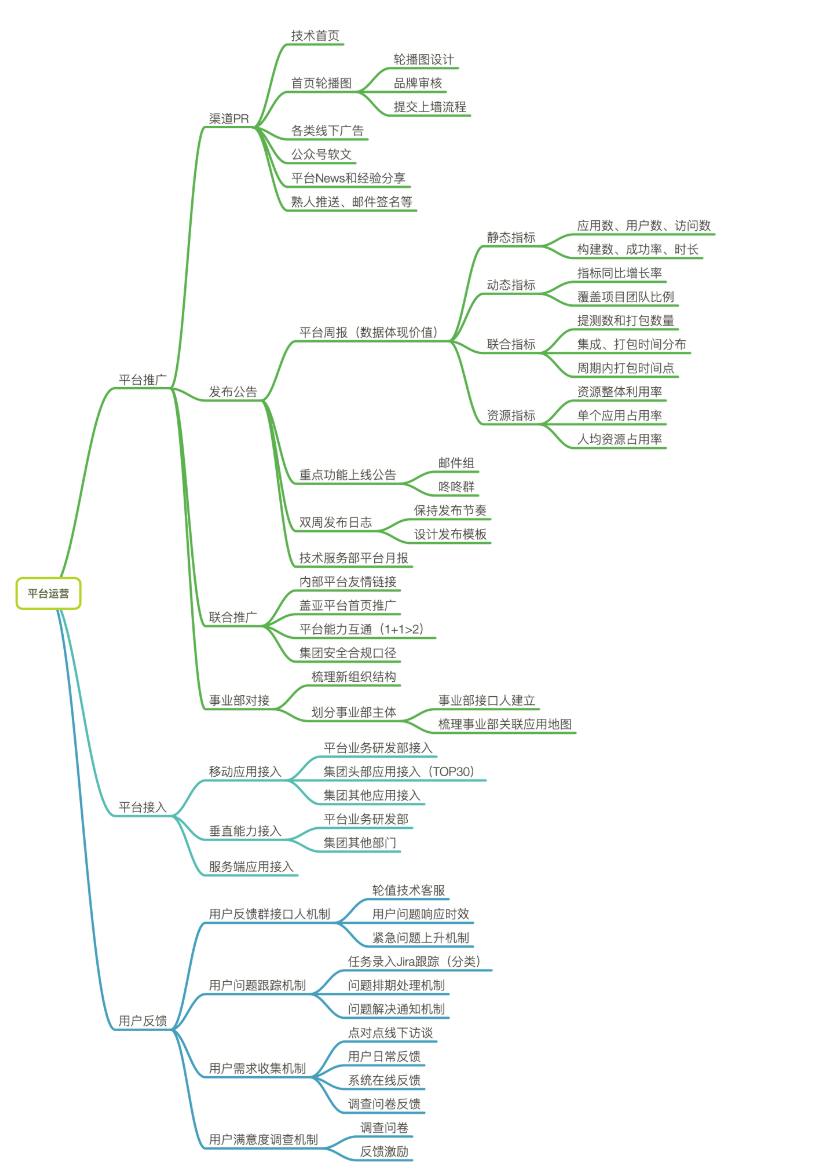 平台运营
平台推广
渠道PR
技术首页
首页轮播图
轮播图设计
品牌审核
提交上墙流程
各类线下广告
公众号软文
平台News和经验分享
熟人推送、邮件签名等
发布公告
平台周报（数据体现价值）
静态指标
应用数、用户数、访问数
构建数、成功率、时长
动态指标
指标同比增长率
覆盖项目团队比例
联合指标
提测数和打包数量
集成、打包时间分布
周期内打包时间点
资源指标
资源整体利用率
单个应用占用率
人均资源占用率
重点功能上线公告
邮件组
咚咚群
双周发布日志
保持发布节奏
设计发布模板
技术服务部平台月报
联合推广
内部平台友情链接
盖亚平台首页推广
平台能力互通（1+1>2）
集团安全合规口径
事业部对接
梳理新组织结构
划分事业部主体
事业部接口人建立
梳理事业部关联应用地图
平台接入
移动应用接入
平台业务研发部接入
集团头部应用接入（TOP30）
集团其他应用接入
垂直能力接入
平台业务研发部
集团其他部门
服务端应用接入
用户反馈
用户反馈群接口人机制
轮值技术客服
用户问题响应时效
紧急问题上升机制
用户问题跟踪机制
任务录入Jira跟踪（分类）
问题排期处理机制
问题解决通知机制
用户需求收集机制
点对点线下访谈
用户日常反馈
系统在线反馈
调查问卷反馈
用户满意度调查机制
调查问卷
反馈激励